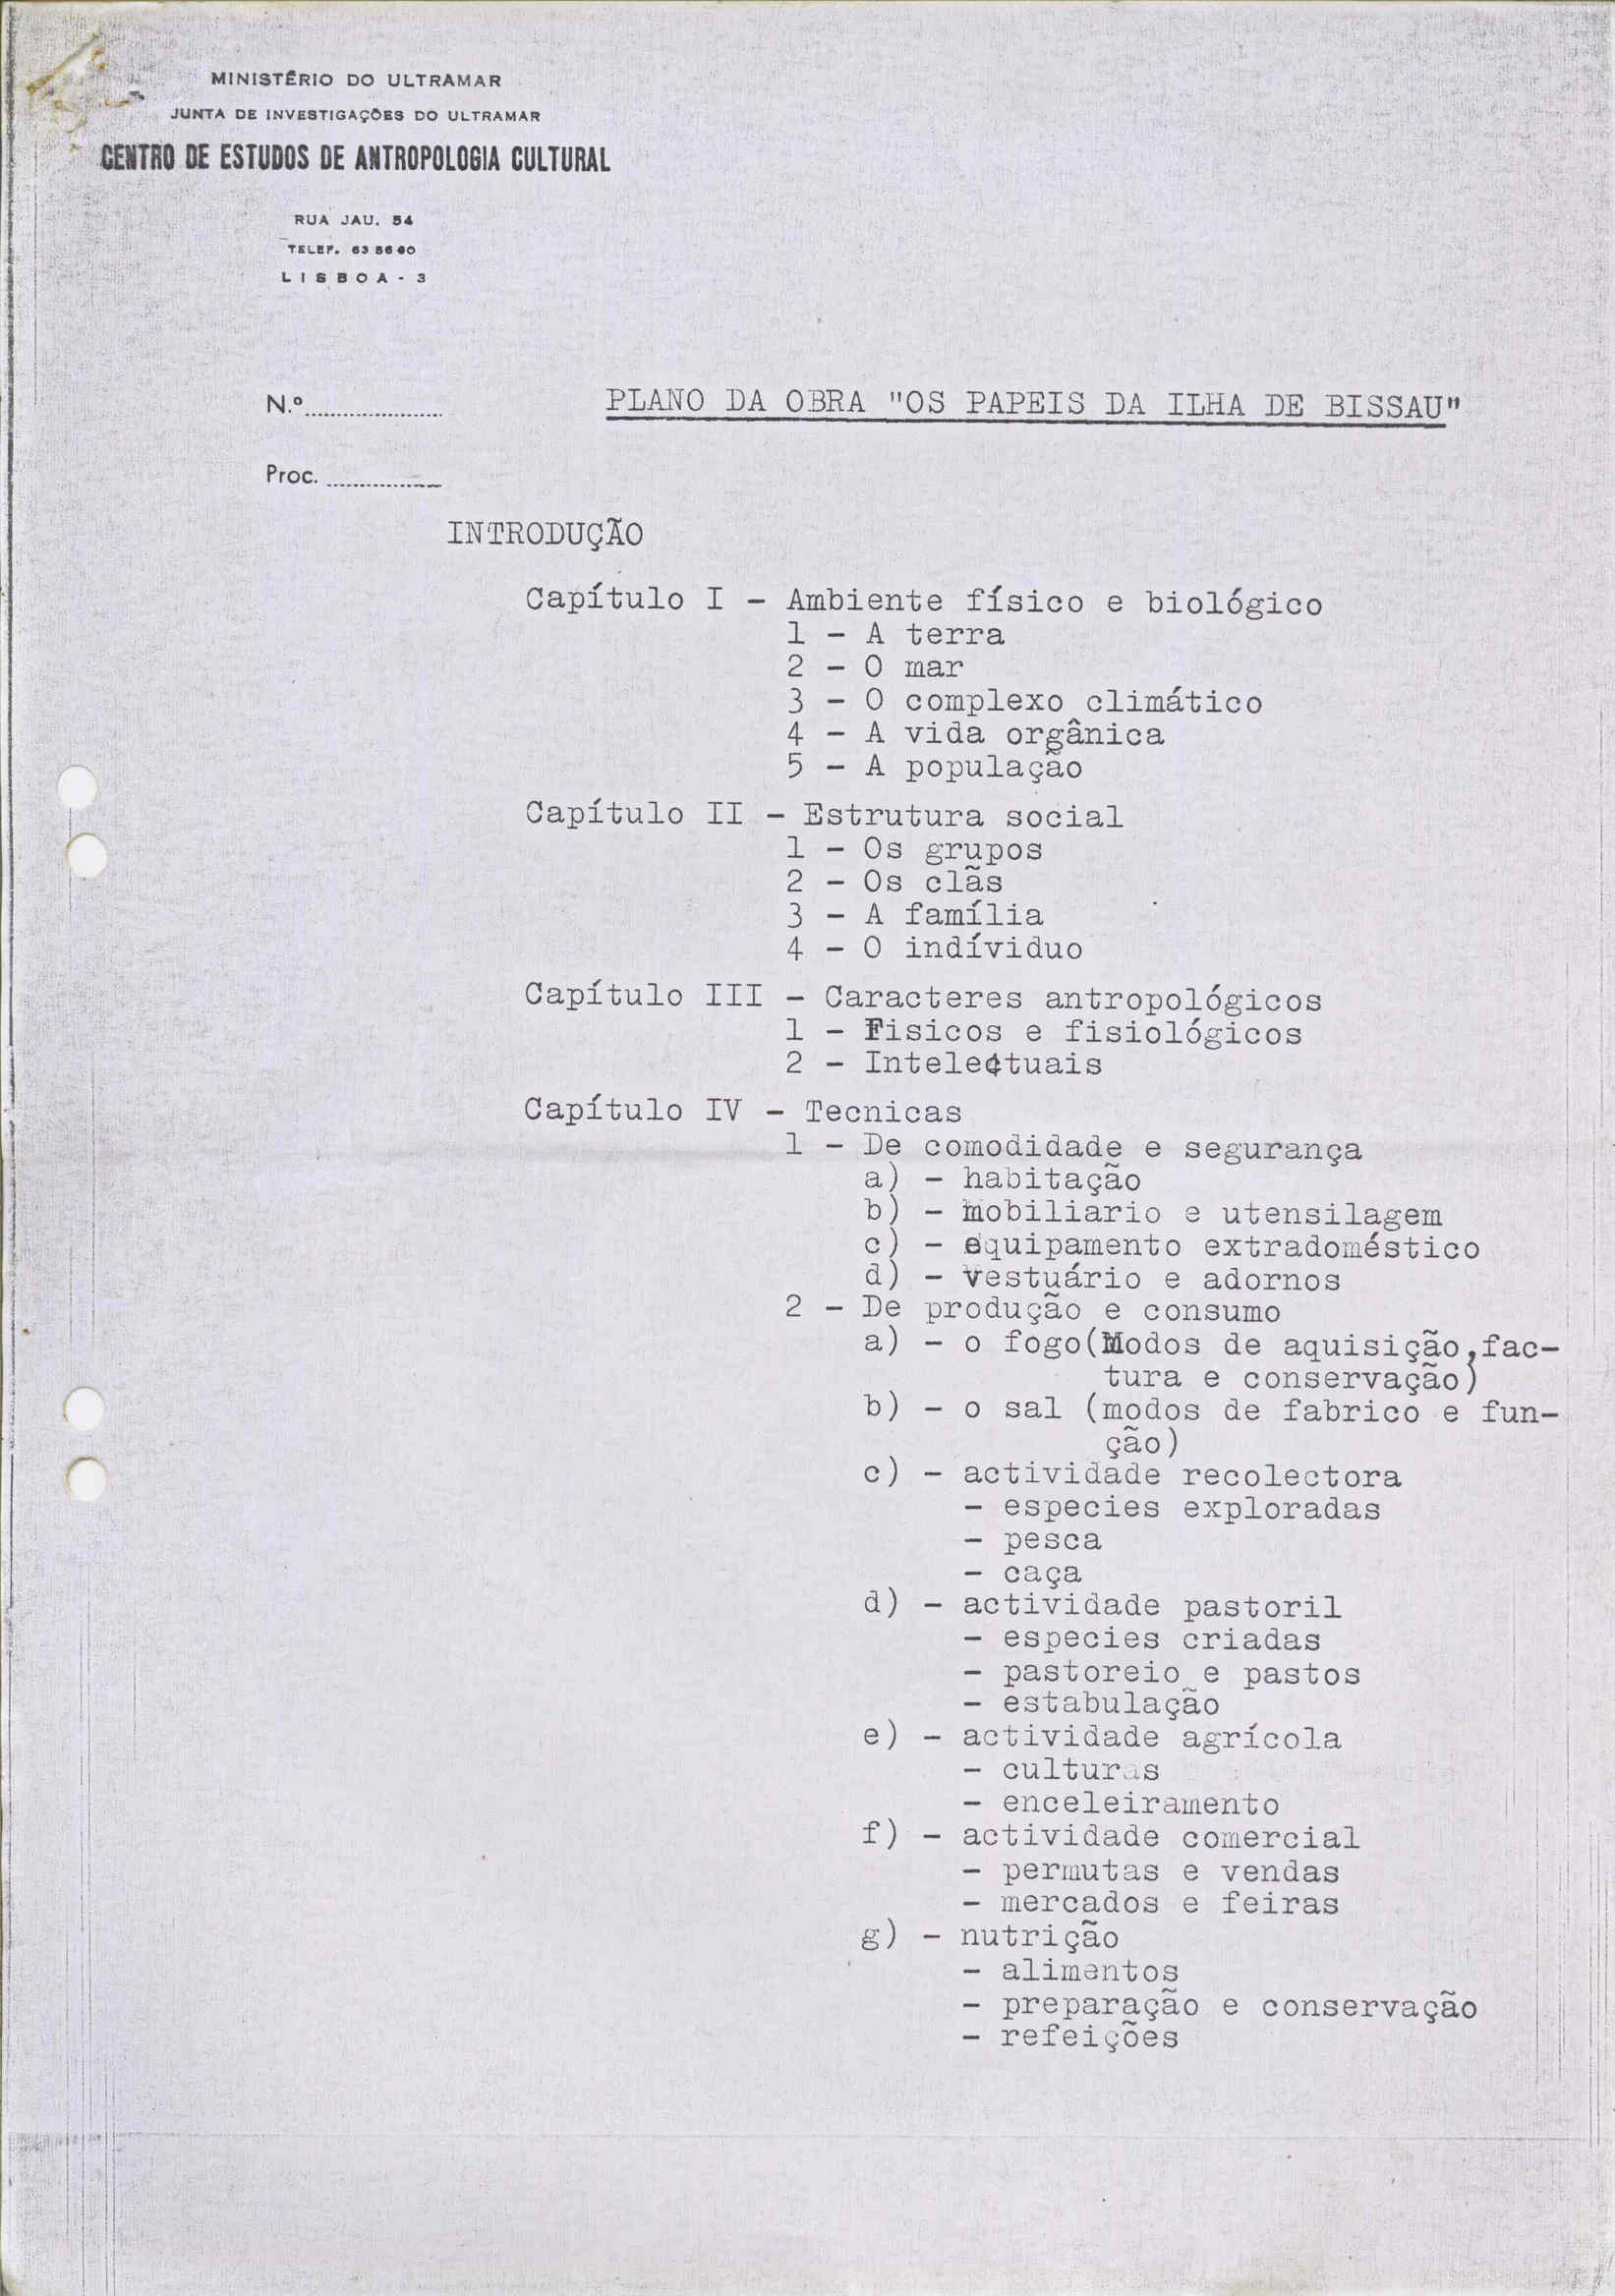 MINISTÉRIO DO ULTRAMAR
JUNTA DE INVESTIGAÇÕES DO ULTRAMAR
CENTRO DE ESTUDOS DE ANTROPOLOGIA CULTURAL
RUA JAU. 54
TELEF. 63 56 60
LISBOA - 3
N.º
PLANO DA OBRA "OS PAPEIS DA ILHA DE BISSAU"
Proc.
INTRODUÇÃO
Capítulo I - Ambiente físico e biológico
1 - A terra
2 - O mar
3 - O complexo climático
4 - A vida orgânica
5 - A população
Capítulo II - Estrutura social
1 - Os grupos
2 - Os clãs
3 - A família
4 - O indíviduo
Capítulo III - Caracteres antropológicos
1 - Fisicos e fisiológicos
2 - Intelectuais
Capítulo IV - Tecnicas
1 - De comodidade e segurança
a) - habitação
b) - mobiliario e utensilagem
c) - equipamento extradoméstico
d) - vestuário e adornos
2 - De produção e consumo
a) - o fogo(Modos de aquisição,fac-
tura e conservação)
b) - o sal (modos de fabrico e fun-
ção)
c) - actividade recolectora
- especies exploradas
- pesca
- caça
d) - actividade pastoril
- especies criadas
- pastoreio e pastos
- estabulação
e) - actividade agrícola
- culturas
- enceleiramento
f) - actividade comercial
- permutas e vendas
- mercados e feiras
g) - nutrição
- alimentos
- preparação e conservação
- refeições